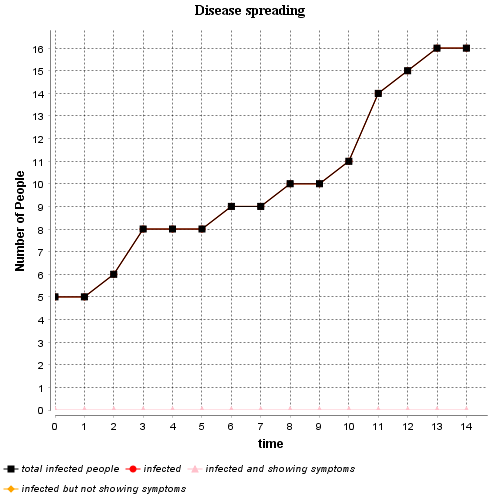 Disease spreading
Number of People
16
15
14
13
12
11
10
9
8
7
6
5
4
3
2
1
0
0 1 2 3 4 5 6 7 8 9 10 11 12 13 14
time
total infected people infected infected and showing symptoms
infected but not showing symptoms